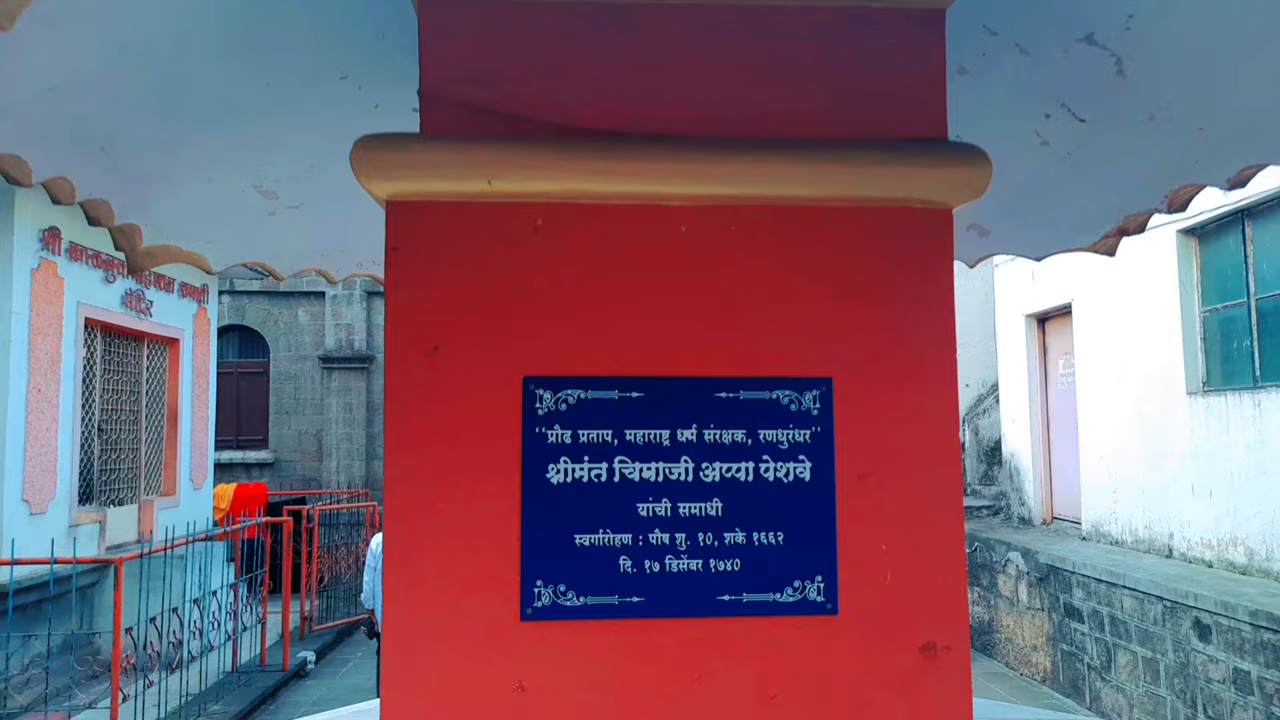 श्री
मंदिर
"प्रौढ प्रताप, महाराष्ट्र धर्म संरक्षक, रणधुरंधर"
श्रीमंत चिमाजी अप्पा पेशवे
यांची समाधी
स्वर्गारोहण : पौष शु. १०, शके १६६२
दि. १७ डिसेंबर १७४०